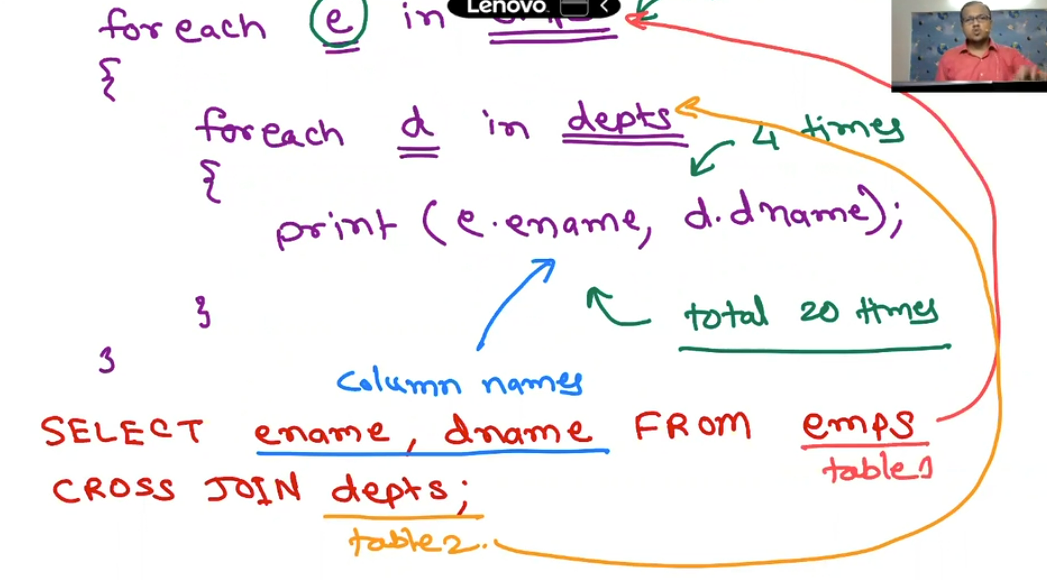 Lenovo
foreach e in
{
foreach d in depts
4 times
{
print (e.ename, d.dname);
}
total 20 times
}
column names
SELECT ename, dname FROM emps
table1
CROSS JOIN depts;
table2.